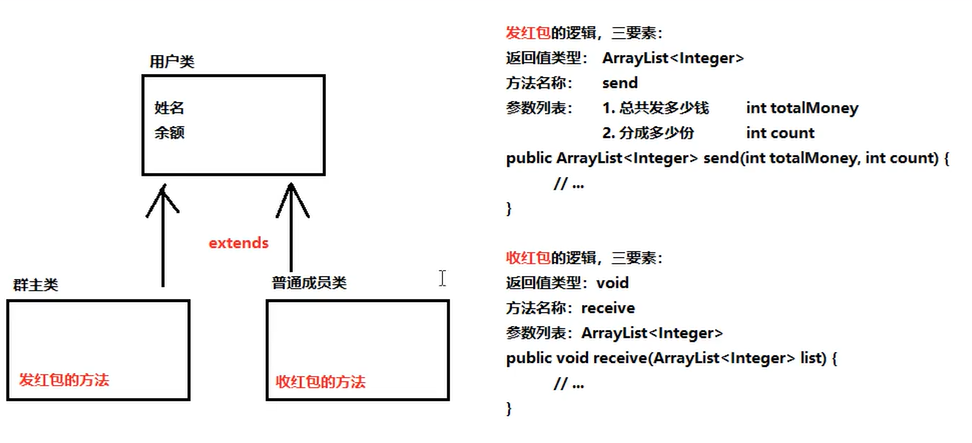 用户类
姓名
余额
extends
群主类
发红包的方法
普通成员类
收红包的方法
发红包的逻辑，三要素：
返回值类型： ArrayList<Integer>
方法名称： send
参数列表： 1. 总共发多少钱 int totalMoney
2. 分成多少份 int count
public ArrayList<Integer> send(int totalMoney, int count) {
// ...
}
收红包的逻辑，三要素：
返回值类型：void
方法名称：receive
参数列表：ArrayList<Integer>
public void receive(ArrayList<Integer> list) {
// ...
}